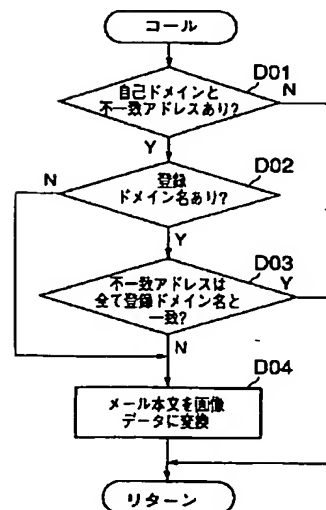 コール
D01
自己ドメインと
不一致アドレスあり?
N
Y
D02
登録
ドメイン名あり?
N
Y
D03
不一致アドレスは
全て登録ドメイン名と
一致?
Y
N
D04
メール本文を画像
データに変換
リターン